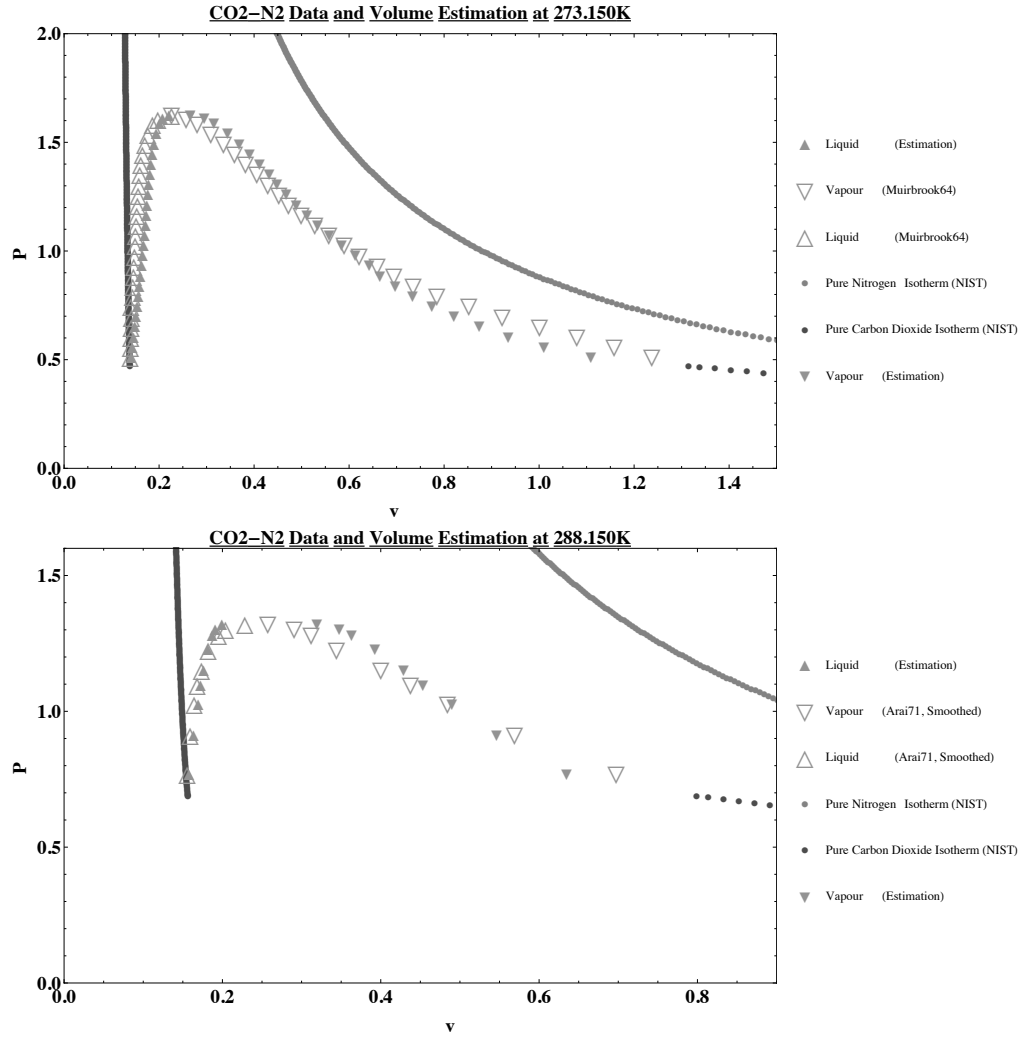 CO2−N2 Data and Volume Estimation at 273.150K
2.0
1.5
1.0
0.5
0.0
P
0.0 0.2 0.4 0.6 0.8 1.0 1.2 1.4
v
Liquid (Estimation)
Vapour (Muirbrook64)
Liquid (Muirbrook64)
Pure Nitrogen Isotherm (NIST)
Pure Carbon Dioxide Isotherm (NIST)
Vapour (Estimation)
CO2−N2 Data and Volume Estimation at 288.150K
1.5
1.0
0.5
0.0
P
0.0 0.2 0.4 0.6 0.8
v
Liquid (Estimation)
Vapour (Arai71, Smoothed)
Liquid (Arai71, Smoothed)
Pure Nitrogen Isotherm (NIST)
Pure Carbon Dioxide Isotherm (NIST)
Vapour (Estimation)